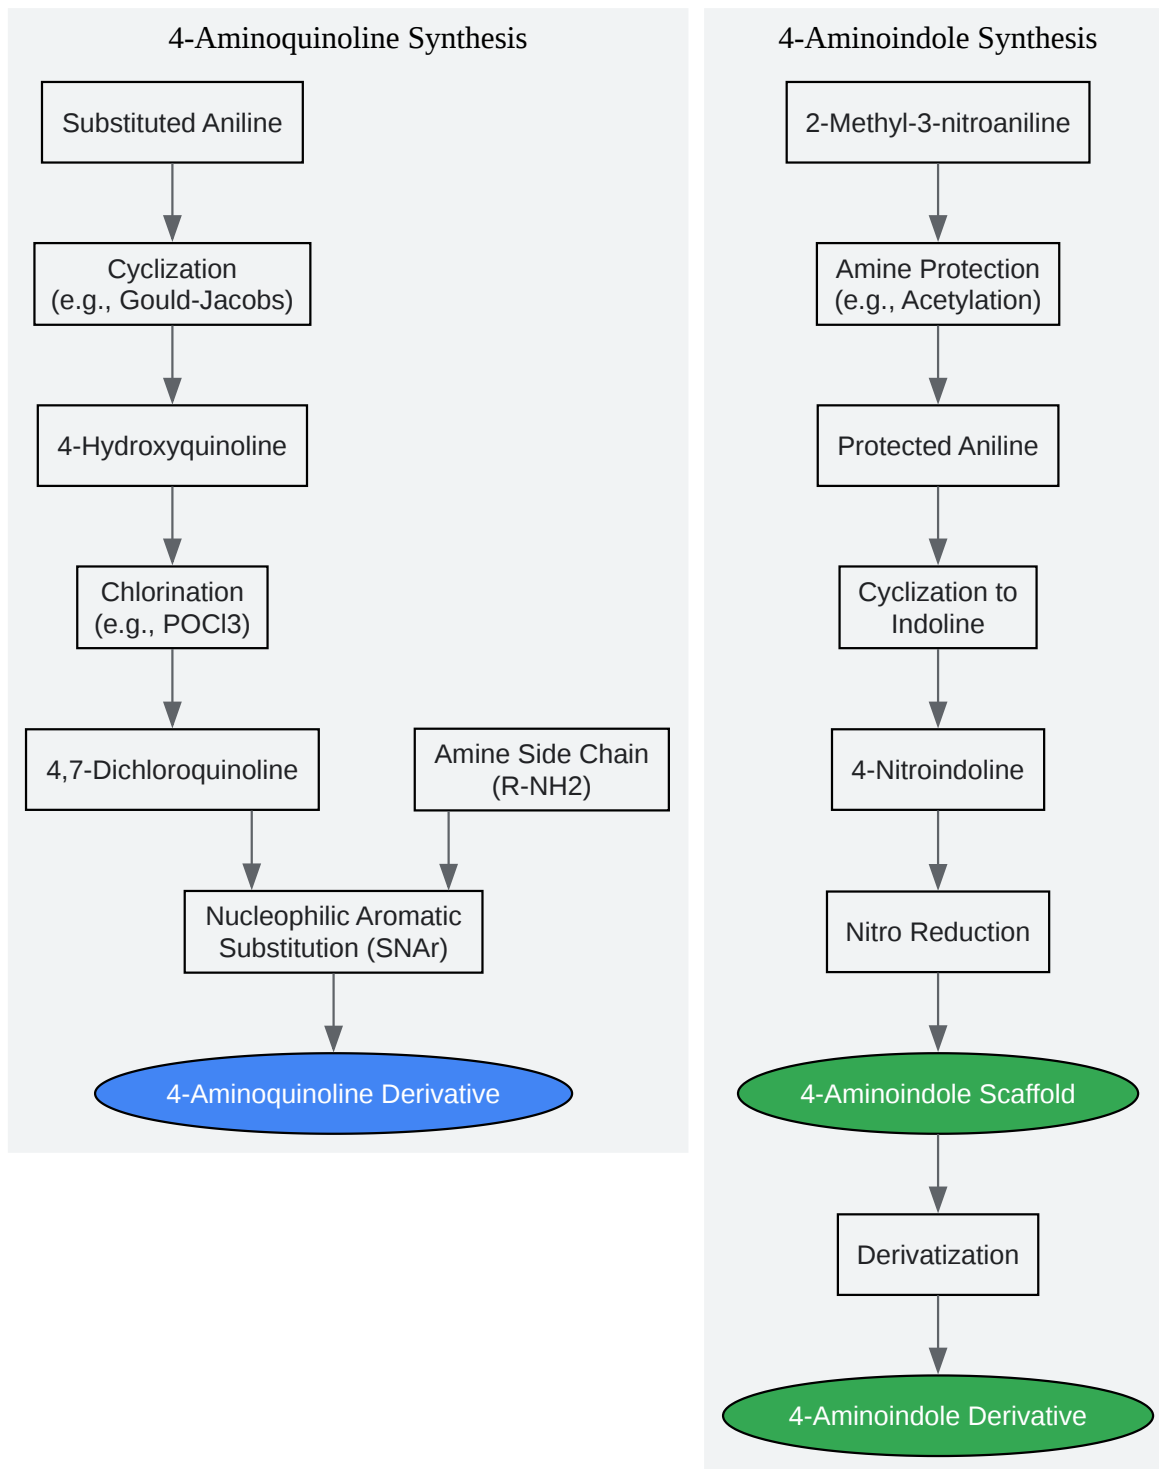 4-Aminoquinoline Synthesis
Substituted Aniline
Cyclization
(e.g., Gould-Jacobs)
4-Hydroxyquinoline
Chlorination
(e.g., POCl3)
4,7-Dichloroquinoline
Amine Side Chain
(R-NH2)
Nucleophilic Aromatic
Substitution (SNAr)
4-Aminoquinoline Derivative
4-Aminoindole Synthesis
2-Methyl-3-nitroaniline
Amine Protection
(e.g., Acetylation)
Protected Aniline
Cyclization to
Indoline
4-Nitroindoline
Nitro Reduction
4-Aminoindole Scaffold
Derivatization
4-Aminoindole Derivative